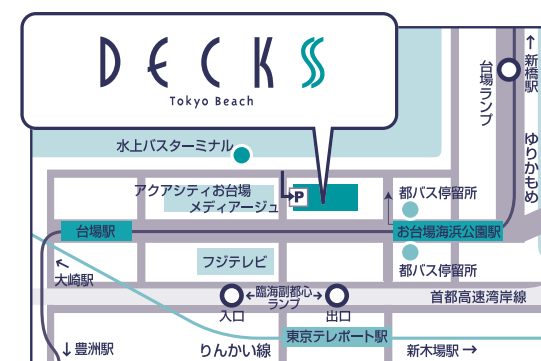 DECKS
Tokyo Beach
↑新橋駅
台場ランプ
ゆりかもめ
水上バスターミナル
アクアシティお台場
メディアージュ
P
都バス停留所
台場駅
お台場海浜公園駅
フジテレビ
都バス停留所
↖大崎駅
←臨海副都心→
ランプ
入口
出口
首都高速湾岸線
東京テレポート駅
↓豊洲駅
りんかい線
新木場駅→